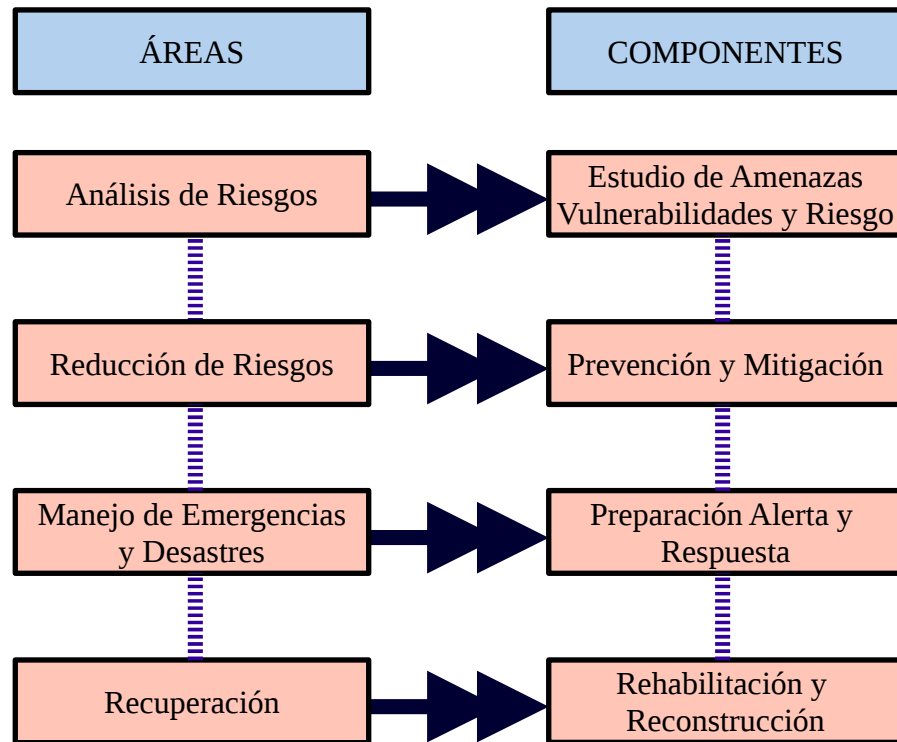 ÁREAS
COMPONENTES
Análisis de Riesgos
Estudio de Amenazas
Vulnerabilidades y Riesgo
Reducción de Riesgos
Prevención y Mitigación
Manejo de Emergencias
y Desastres
Preparación Alerta y
Respuesta
Recuperación
Rehabilitación y
Reconstrucción